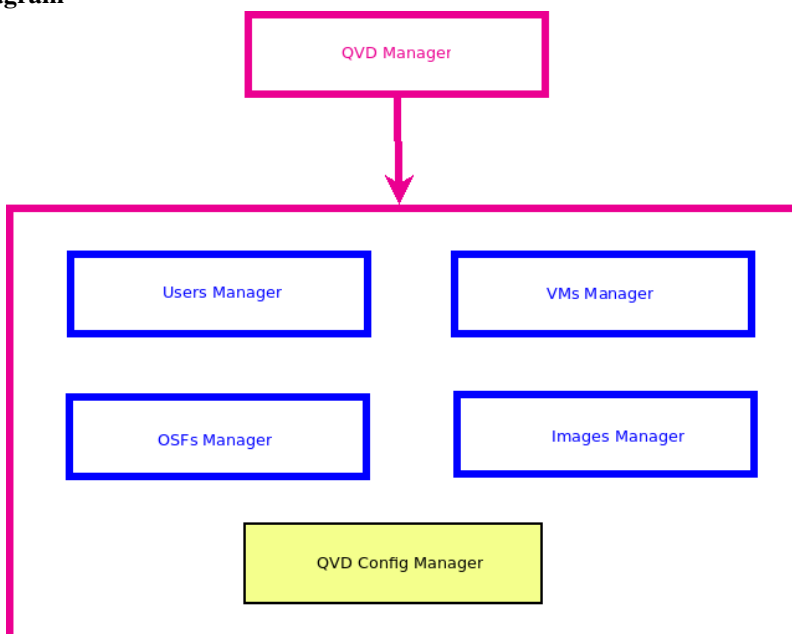 QVD Manager
Users Manager
VMs Manager
OSFs Manager
Images Manager
QVD Config Manager